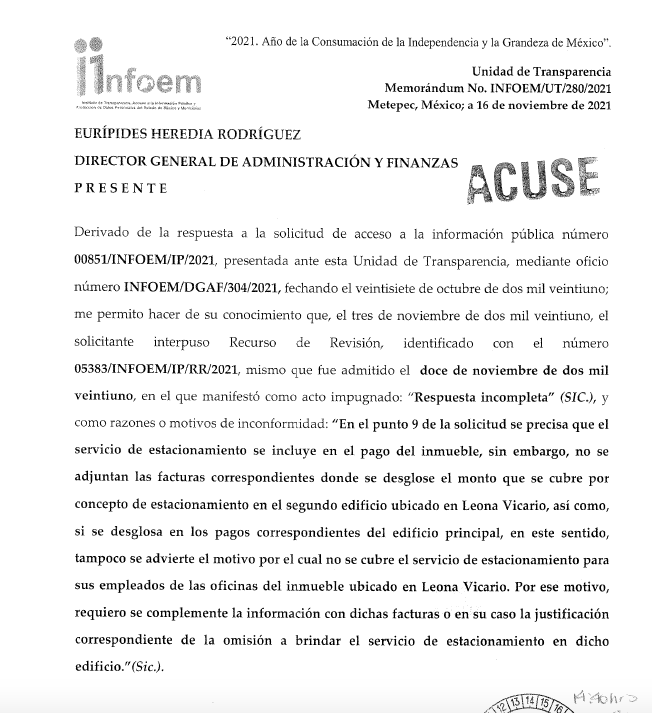 "2021. Año de la Consumación de la Independencia y la Grandeza de México".
infoem
Instituto de Transparencia, Acceso a la Información Pública y
Protección de Datos Personales del Estado de México y Municipios
Unidad de Transparencia
Memorándum No. INFOEM/UT/280/2021
Metepec, México; a 16 de noviembre de 2021
EURÍPIDES HEREDIA RODRÍGUEZ
DIRECTOR GENERAL DE ADMINISTRACIÓN Y FINANZAS
P R E S E N T E
ACUSE
Derivado de la respuesta a la solicitud de acceso a la información pública número
00851/INFOEM/IP/2021, presentada ante esta Unidad de Transparencia, mediante oficio
número INFOEM/DGAF/304/2021, fechando el veintisiete de octubre de dos mil veintiuno;
me permito hacer de su conocimiento que, el tres de noviembre de dos mil veintiuno, el
solicitante interpuso Recurso de Revisión, identificado con el número
05383/INFOEM/IP/RR/2021, mismo que fue admitido el doce de noviembre de dos mil
veintiuno, en el que manifestó como acto impugnado: "Respuesta incompleta" (SIC.), y
como razones o motivos de inconformidad: "En el punto 9 de la solicitud se precisa que el
servicio de estacionamiento se incluye en el pago del inmueble, sin embargo, no se
adjuntan las facturas correspondientes donde se desglose el monto que se cubre por
concepto de estacionamiento en el segundo edificio ubicado en Leona Vicario, así como,
si se desglosa en los pagos correspondientes del edificio principal, en este sentido,
tampoco se advierte el motivo por el cual no se cubre el servicio de estacionamiento para
sus empleados de las oficinas del inmueble ubicado en Leona Vicario. Por ese motivo,
requiero se complemente la información con dichas facturas o en su caso la justificación
correspondiente de la omisión a brindar el servicio de estacionamiento en dicho
edificio."(Sic.).
12 13 14 15 16
14:40hrs